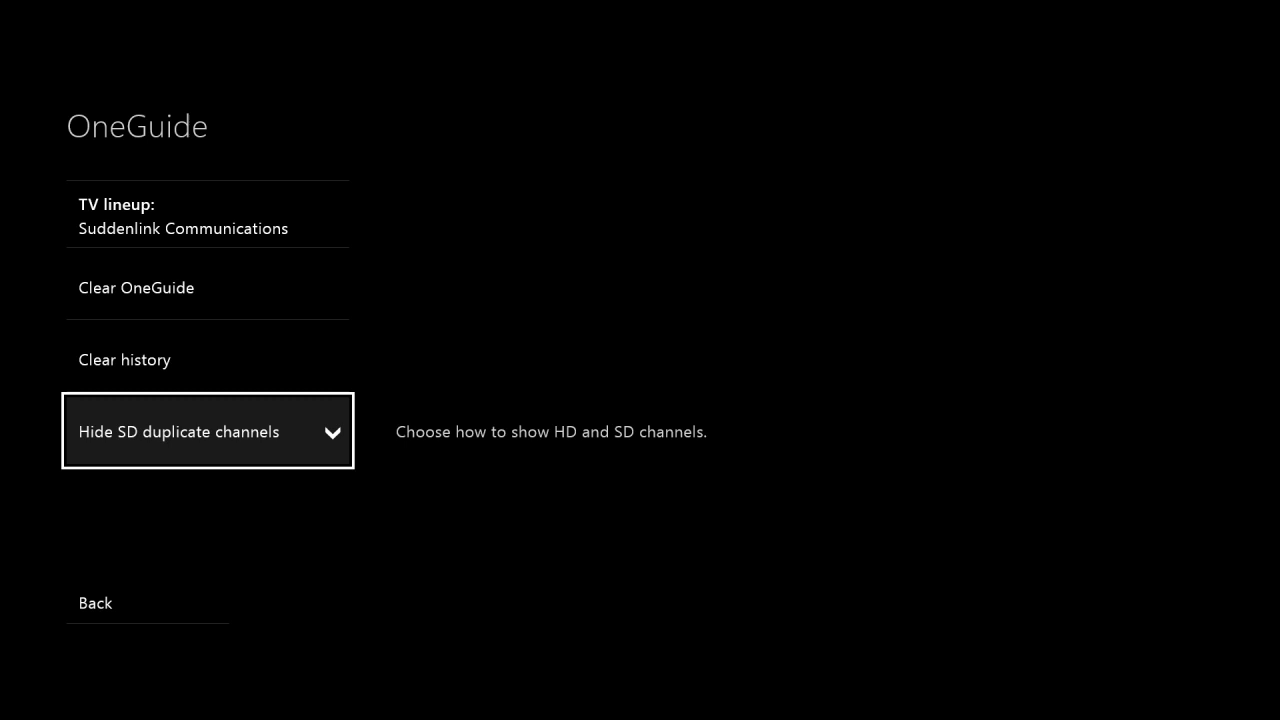 OneGuide
TV lineup:
Suddenlink Communications
Clear OneGuide
Clear history
Hide SD duplicate channels
Choose how to show HD and SD channels.
Back